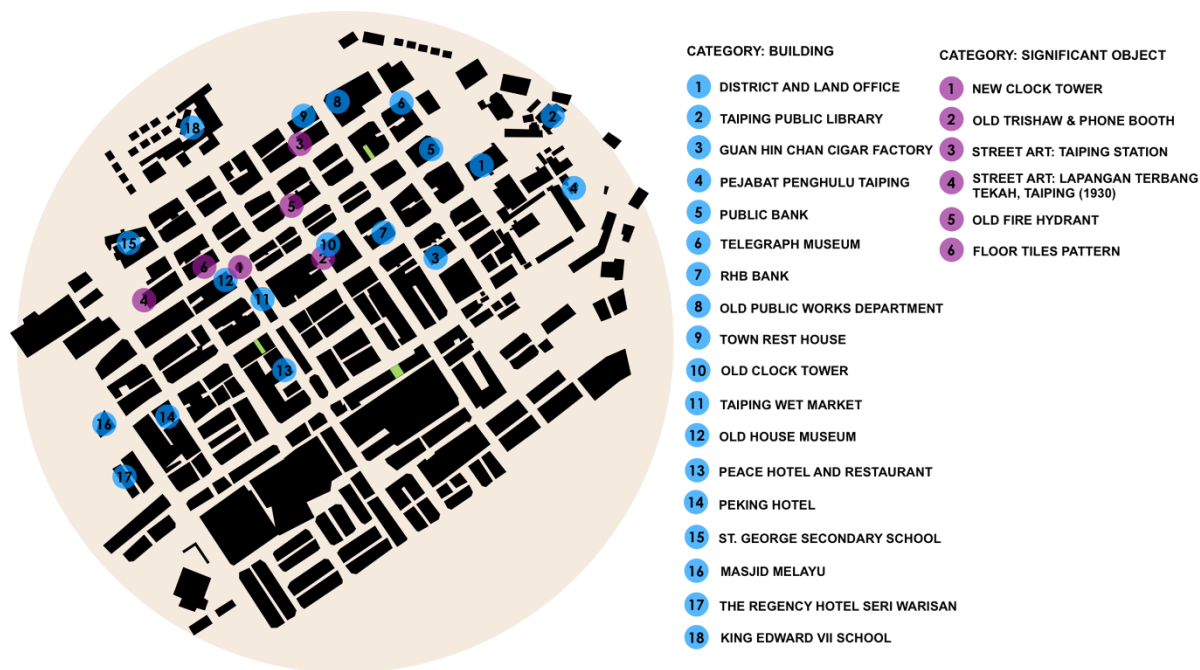 CATEGORY: BUILDING
1 DISTRICT AND LAND OFFICE
2 TAIPING PUBLIC LIBRARY
3 GUAN HIN CHAN CIGAR FACTORY
4 PEJABAT PENGHULU TAIPING
5 PUBLIC BANK
6 TELEGRAPH MUSEUM
7 RHB BANK
8 OLD PUBLIC WORKS DEPARTMENT
9 TOWN REST HOUSE
10 OLD CLOCK TOWER
11 TAIPING WET MARKET
12 OLD HOUSE MUSEUM
13 PEACE HOTEL AND RESTAURANT
14 PEKING HOTEL
15 ST. GEORGE SECONDARY SCHOOL
16 MASJID MELAYU
17 THE REGENCY HOTEL SERI WARISAN
18 KING EDWARD VII SCHOOL
CATEGORY: SIGNIFICANT OBJECT
1 NEW CLOCK TOWER
2 OLD TRISHAW & PHONE BOOTH
3 STREET ART: TAIPING STATION
4 STREET ART: LAPANGAN TERBANG
TEKAH, TAIPING (1930)
5 OLD FIRE HYDRANT
6 FLOOR TILES PATTERN
8
6
9
2
18
3
5
1
4
5
15
7
10
2
3
6
1
12
11
4
13
14
16
17